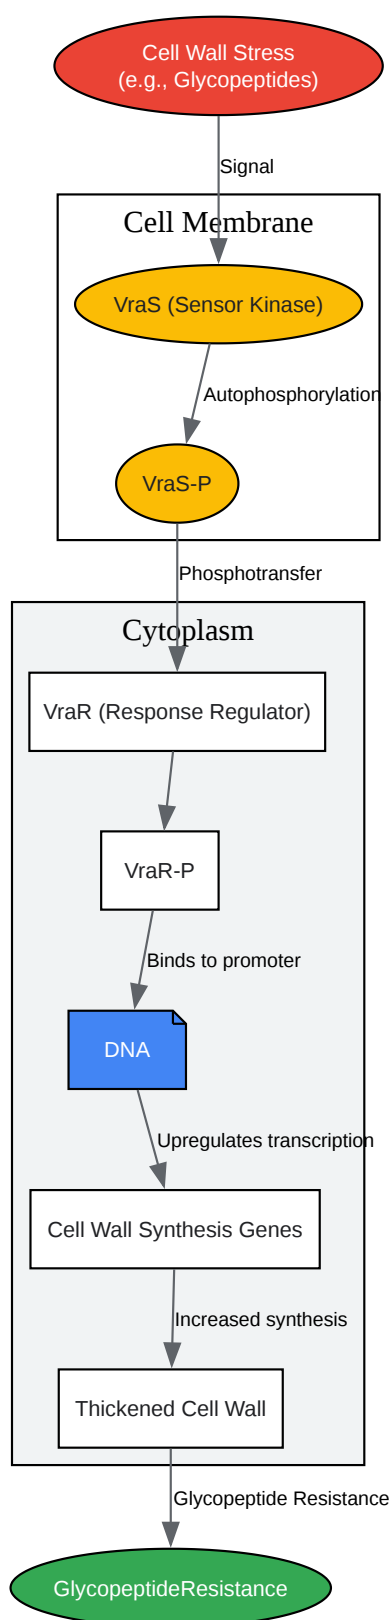 Cell Wall Stress
(e.g., Glycopeptides)
Signal
Cell Membrane
VraS (Sensor Kinase)
Autophosphorylation
VraS-P
Phosphotransfer
Cytoplasm
VraR (Response Regulator)
VraR-P
Binds to promoter
DNA
Upregulates transcription
Cell Wall Synthesis Genes
Increased synthesis
Thickened Cell Wall
Glycopeptide Resistance
GlycopeptideResistance